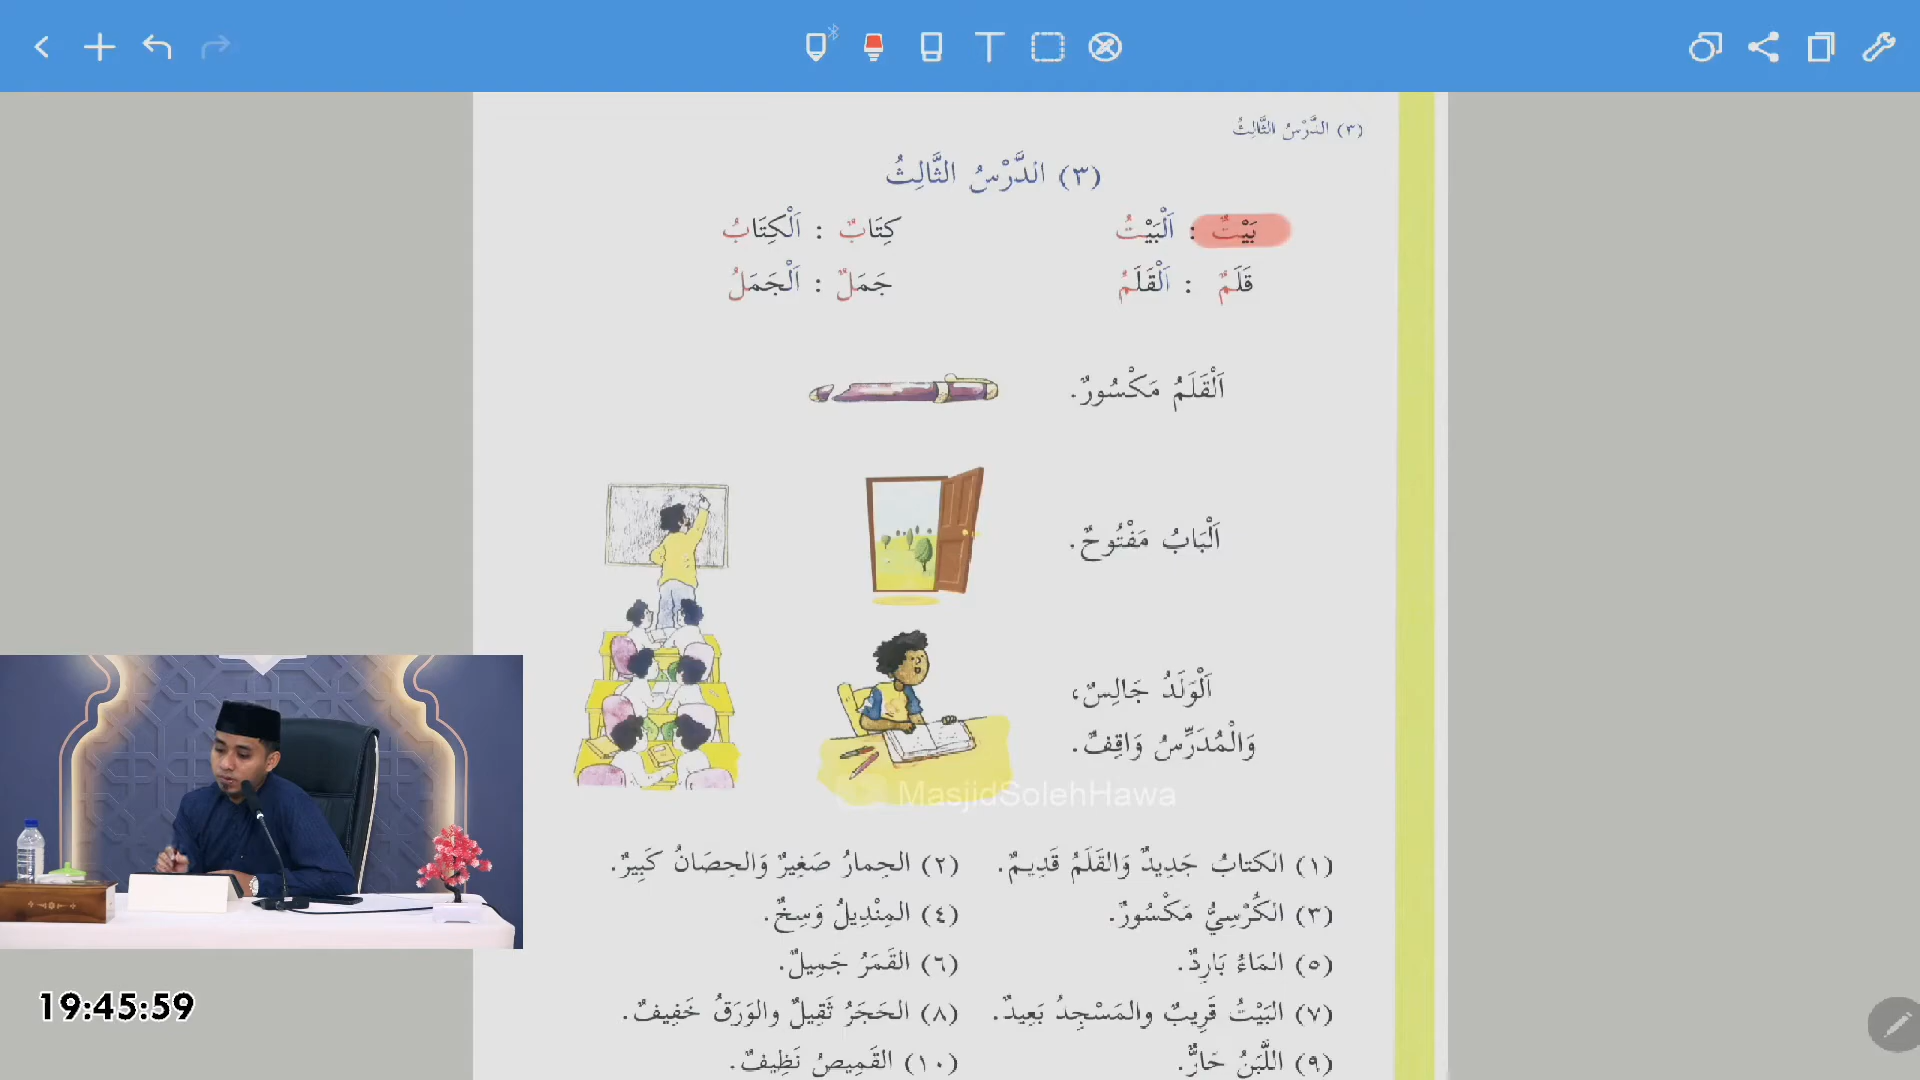 (٣) الدَّرْسُ الثَّالِثُ
(٣) الدَّرْسُ الثَّالِثُ
بَيْتٌ : اَلْبَيْتُ    كِتَابٌ : اَلْكِتَابُ
قَلَمٌ : اَلْقَلَمُ    جَمَلٌ : اَلْجَمَلُ
اَلْقَلَمُ مَكْسُورٌ.
اَلْبَابُ مَفْتُوحٌ.
اَلْوَلَدُ جَالِسٌ،
وَالْمُدَرِّسُ وَاقِفٌ.
MasjidSolehHawa
(١) الكتابُ جَدِيدٌ وَالقَلَمُ قَدِيمٌ.    (٢) الحِمارُ صَغِيرٌ وَالحِصَانُ كَبِيرٌ.
(٣) الكُرْسِيُّ مَكْسُورٌ.    (٤) المِنْدِيلُ وَسِخٌ.
(٥) المَاءُ بَارِدٌ.    (٦) القَمَرُ جَمِيلٌ.
(٧) البَيْتُ قَرِيبٌ والمَسْجِدُ بَعِيدٌ.    (٨) الحَجَرُ ثَقِيلٌ والوَرَقُ خَفِيفٌ.
(٩) اللَّبَنُ حَارٌّ.    (١٠) القَمِيصُ نَظِيفٌ.
19:45:59